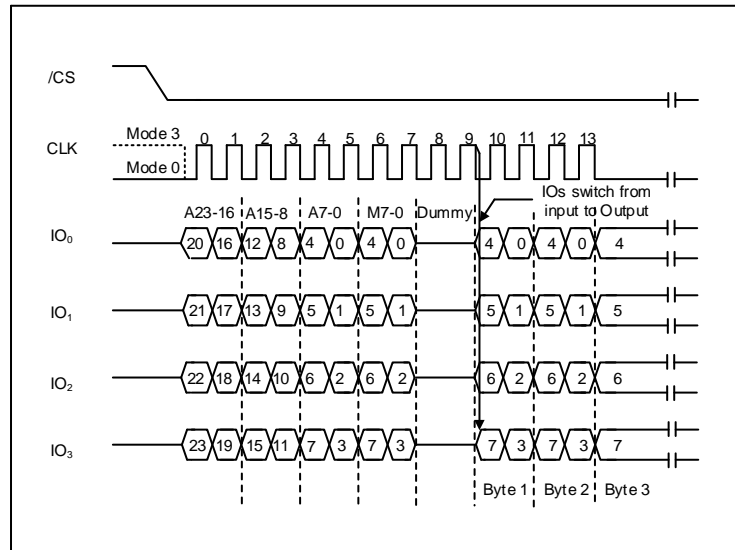 /CS
CLK Mode 3 0 1 2 3 4 5 6 7 8 9 10 11 12 13
Mode 0
IOs switch from
input to Output
A23-16 A15-8 A7-0 M7-0 Dummy
IO0 20 16 12 8 4 0 4 0 4 0 4 0 4
IO1 21 17 13 9 5 1 5 1 5 1 5 1 5
IO2 22 18 14 10 6 2 6 2 6 2 6 2 6
IO3 23 19 15 11 7 3 7 3 7 3 7 3 7
Byte 1 Byte 2 Byte 3